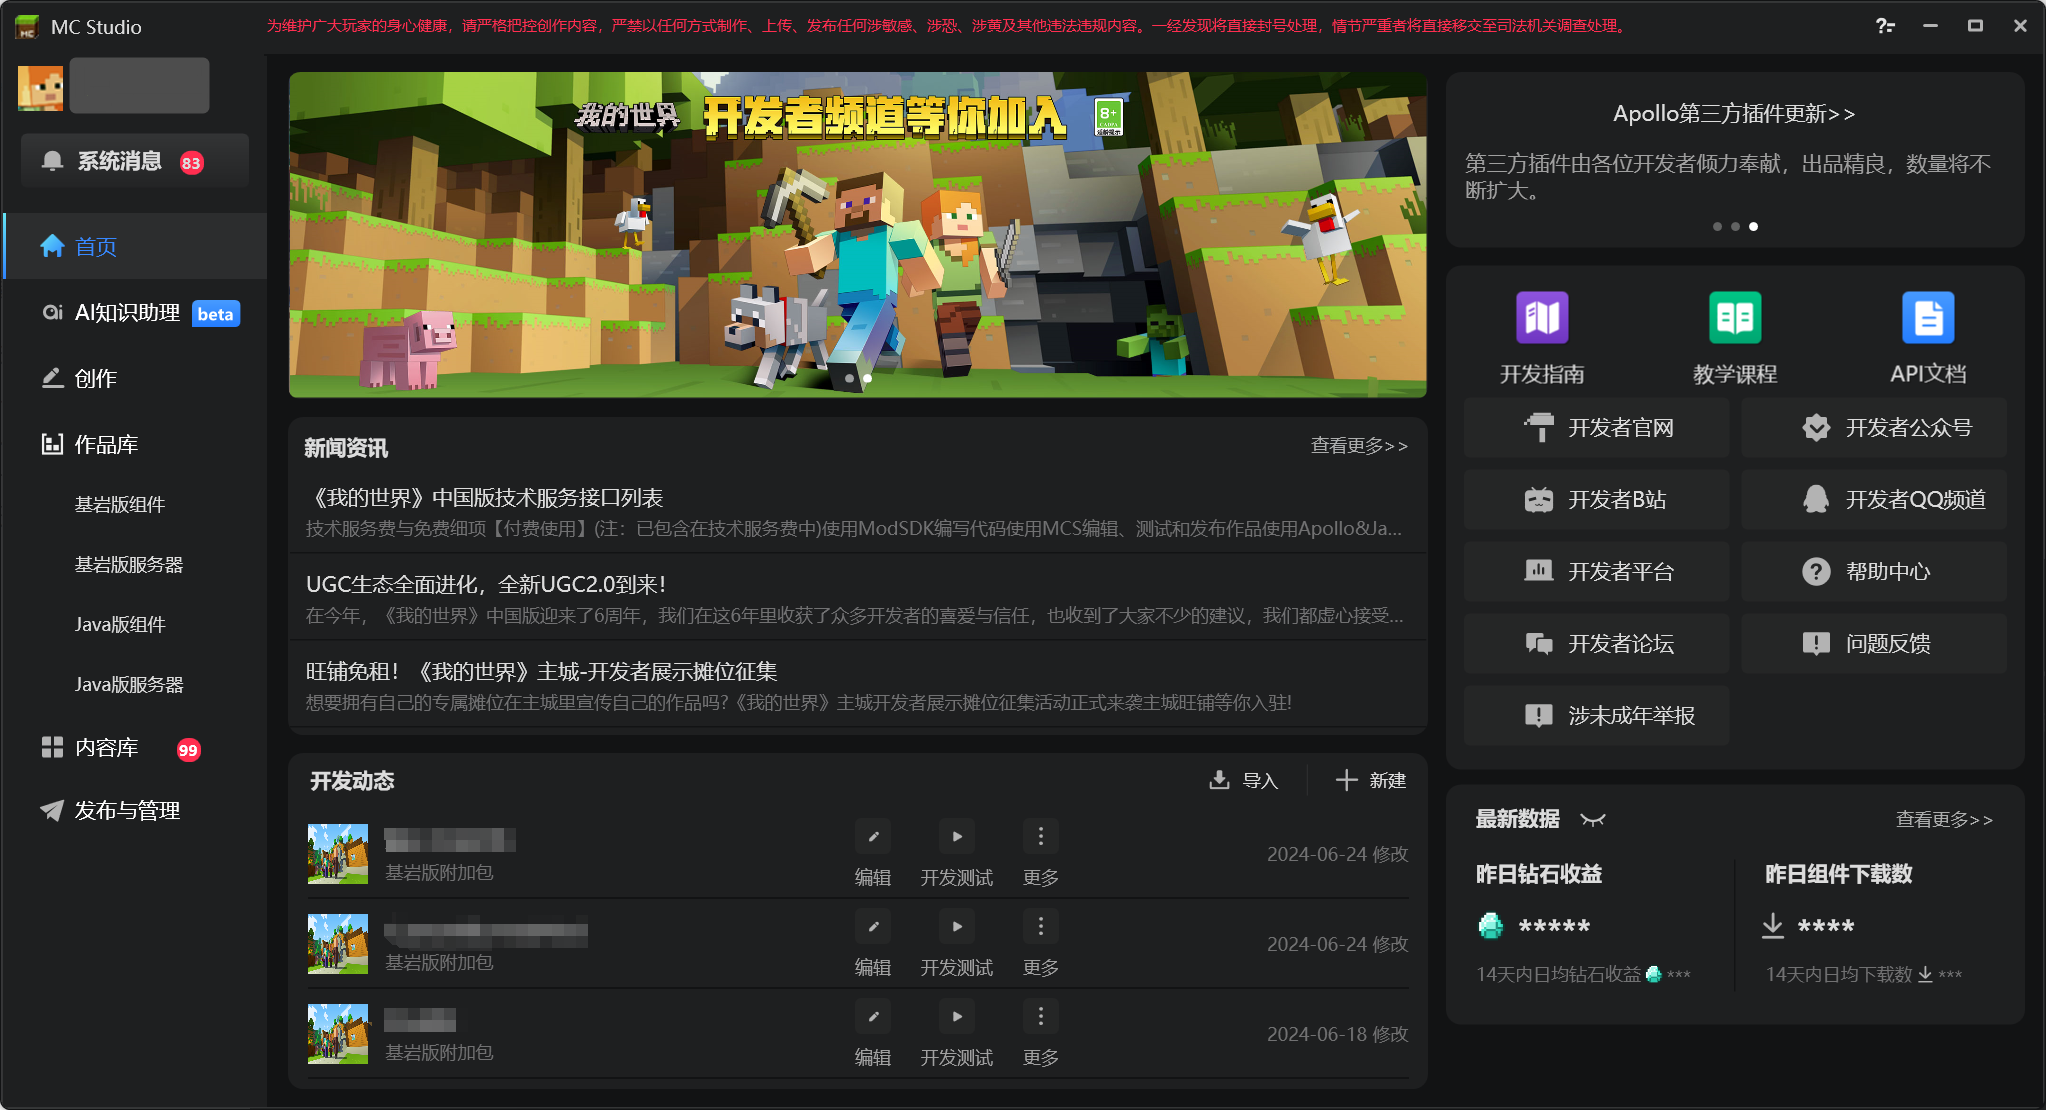 MC Studio
为维护广大玩家的身心健康，请严格把控创作内容，严禁以任何方式制作、上传、发布任何涉敏感、涉恐、涉黄及其他违法违规内容。一经发现将直接封号处理，情节严重者将直接移交至司法机关调查处理。
系统消息 83
首页
AI知识助理 beta
创作
作品库
基岩版组件
基岩版服务器
Java版组件
Java版服务器
内容库 99
发布与管理
我的世界 开发者频道等你加入 8+
CADPA
适龄提示
新闻资讯 查看更多>>
《我的世界》中国版技术服务接口列表
技术服务费与免费细项【付费使用】(注：已包含在技术服务费中)使用ModSDK编写代码使用MCS编辑、测试和发布作品使用Apollo&Ja...
UGC生态全面进化，全新UGC2.0到来！
在今年，《我的世界》中国版迎来了6周年，我们在这6年里收获了众多开发者的喜爱与信任，也收到了大家不少的建议，我们都虚心接受...
旺铺免租！《我的世界》主城-开发者展示摊位征集
想要拥有自己的专属摊位在主城里宣传自己的作品吗?《我的世界》主城开发者展示摊位征集活动正式来袭主城旺铺等你入驻!
开发动态 导入 新建
基岩版附加包 编辑 开发测试 更多 2024-06-24 修改
基岩版附加包 编辑 开发测试 更多 2024-06-24 修改
基岩版附加包 编辑 开发测试 更多 2024-06-18 修改
Apollo第三方插件更新>>
第三方插件由各位开发者倾力奉献，出品精良，数量将不
断扩大。
开发指南 教学课程 API文档
开发者官网 开发者公众号
开发者B站 开发者QQ频道
开发者平台 帮助中心
开发者论坛 问题反馈
涉未成年举报
最新数据 查看更多>>
昨日钻石收益 昨日组件下载数
***** ****
14天内日均钻石收益 *** 14天内日均下载数 ***